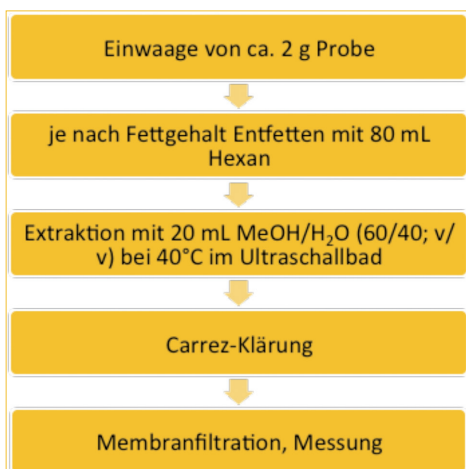 Einwaage von ca. 2 g Probe
je nach Fettgehalt Entfetten mit 80 mL
Hexan
Extraktion mit 20 mL MeOH/H₂O (60/40; v/
v) bei 40°C im Ultraschallbad
Carrez-Klärung
Membranfiltration, Messung